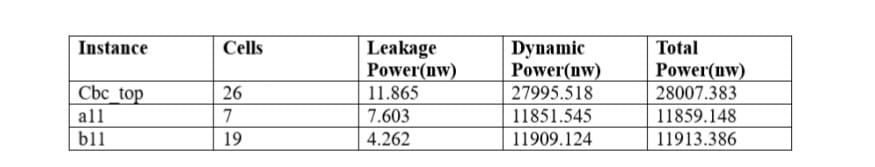 Instance Cells Leakage Power(nw) Dynamic Power(nw) Total Power(nw)
Cbc_top 26 11.865 27995.518 28007.383
a11 7 7.603 11851.545 11859.148
b11 19 4.262 11909.124 11913.386